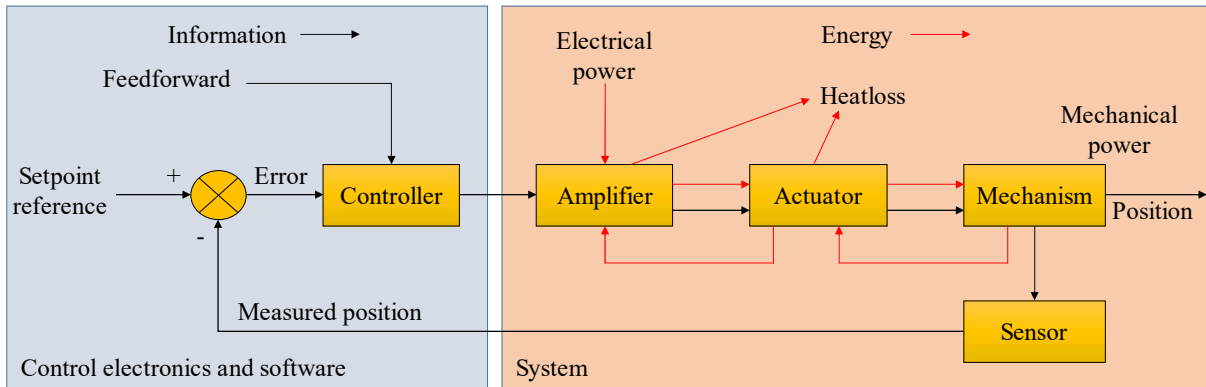 Information
Feedforward
Setpoint
reference
+
-
Error
Controller
Measured position
Control electronics and software
Electrical
power
Energy
Heatloss
Mechanical
power
Amplifier
Actuator
Mechanism
Position
Sensor
System